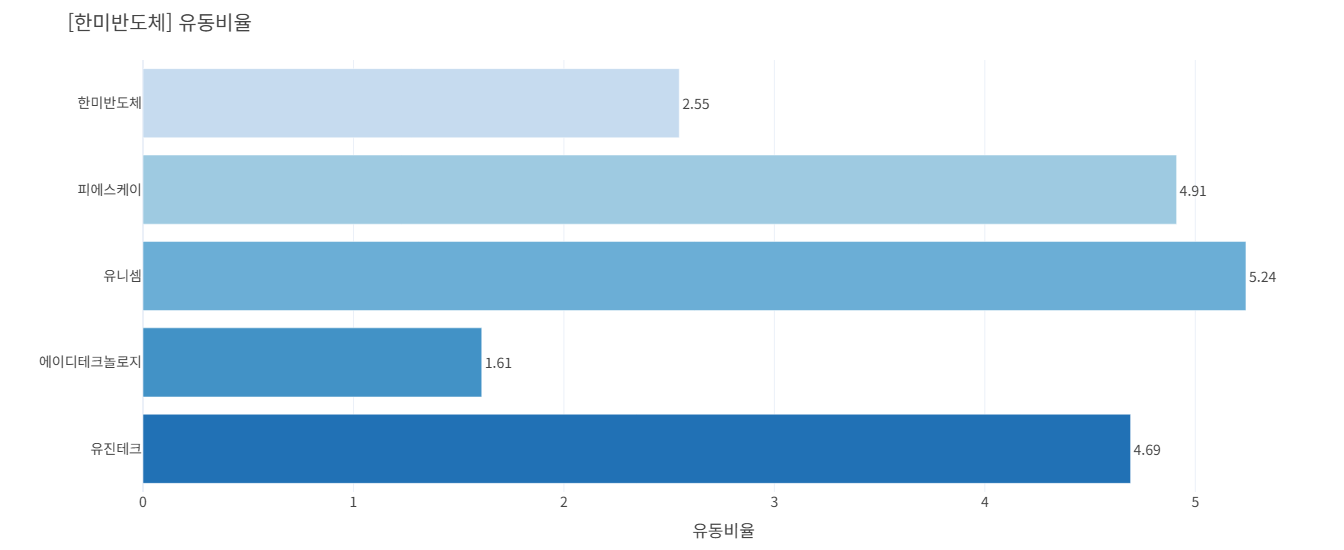 [한미반도체] 유동비율
한미반도체
2.55
피에스케이
4.91
유니셈
5.24
에이디테크놀로지
1.61
유진테크
4.69
0 1 2 3 4 5
유동비율